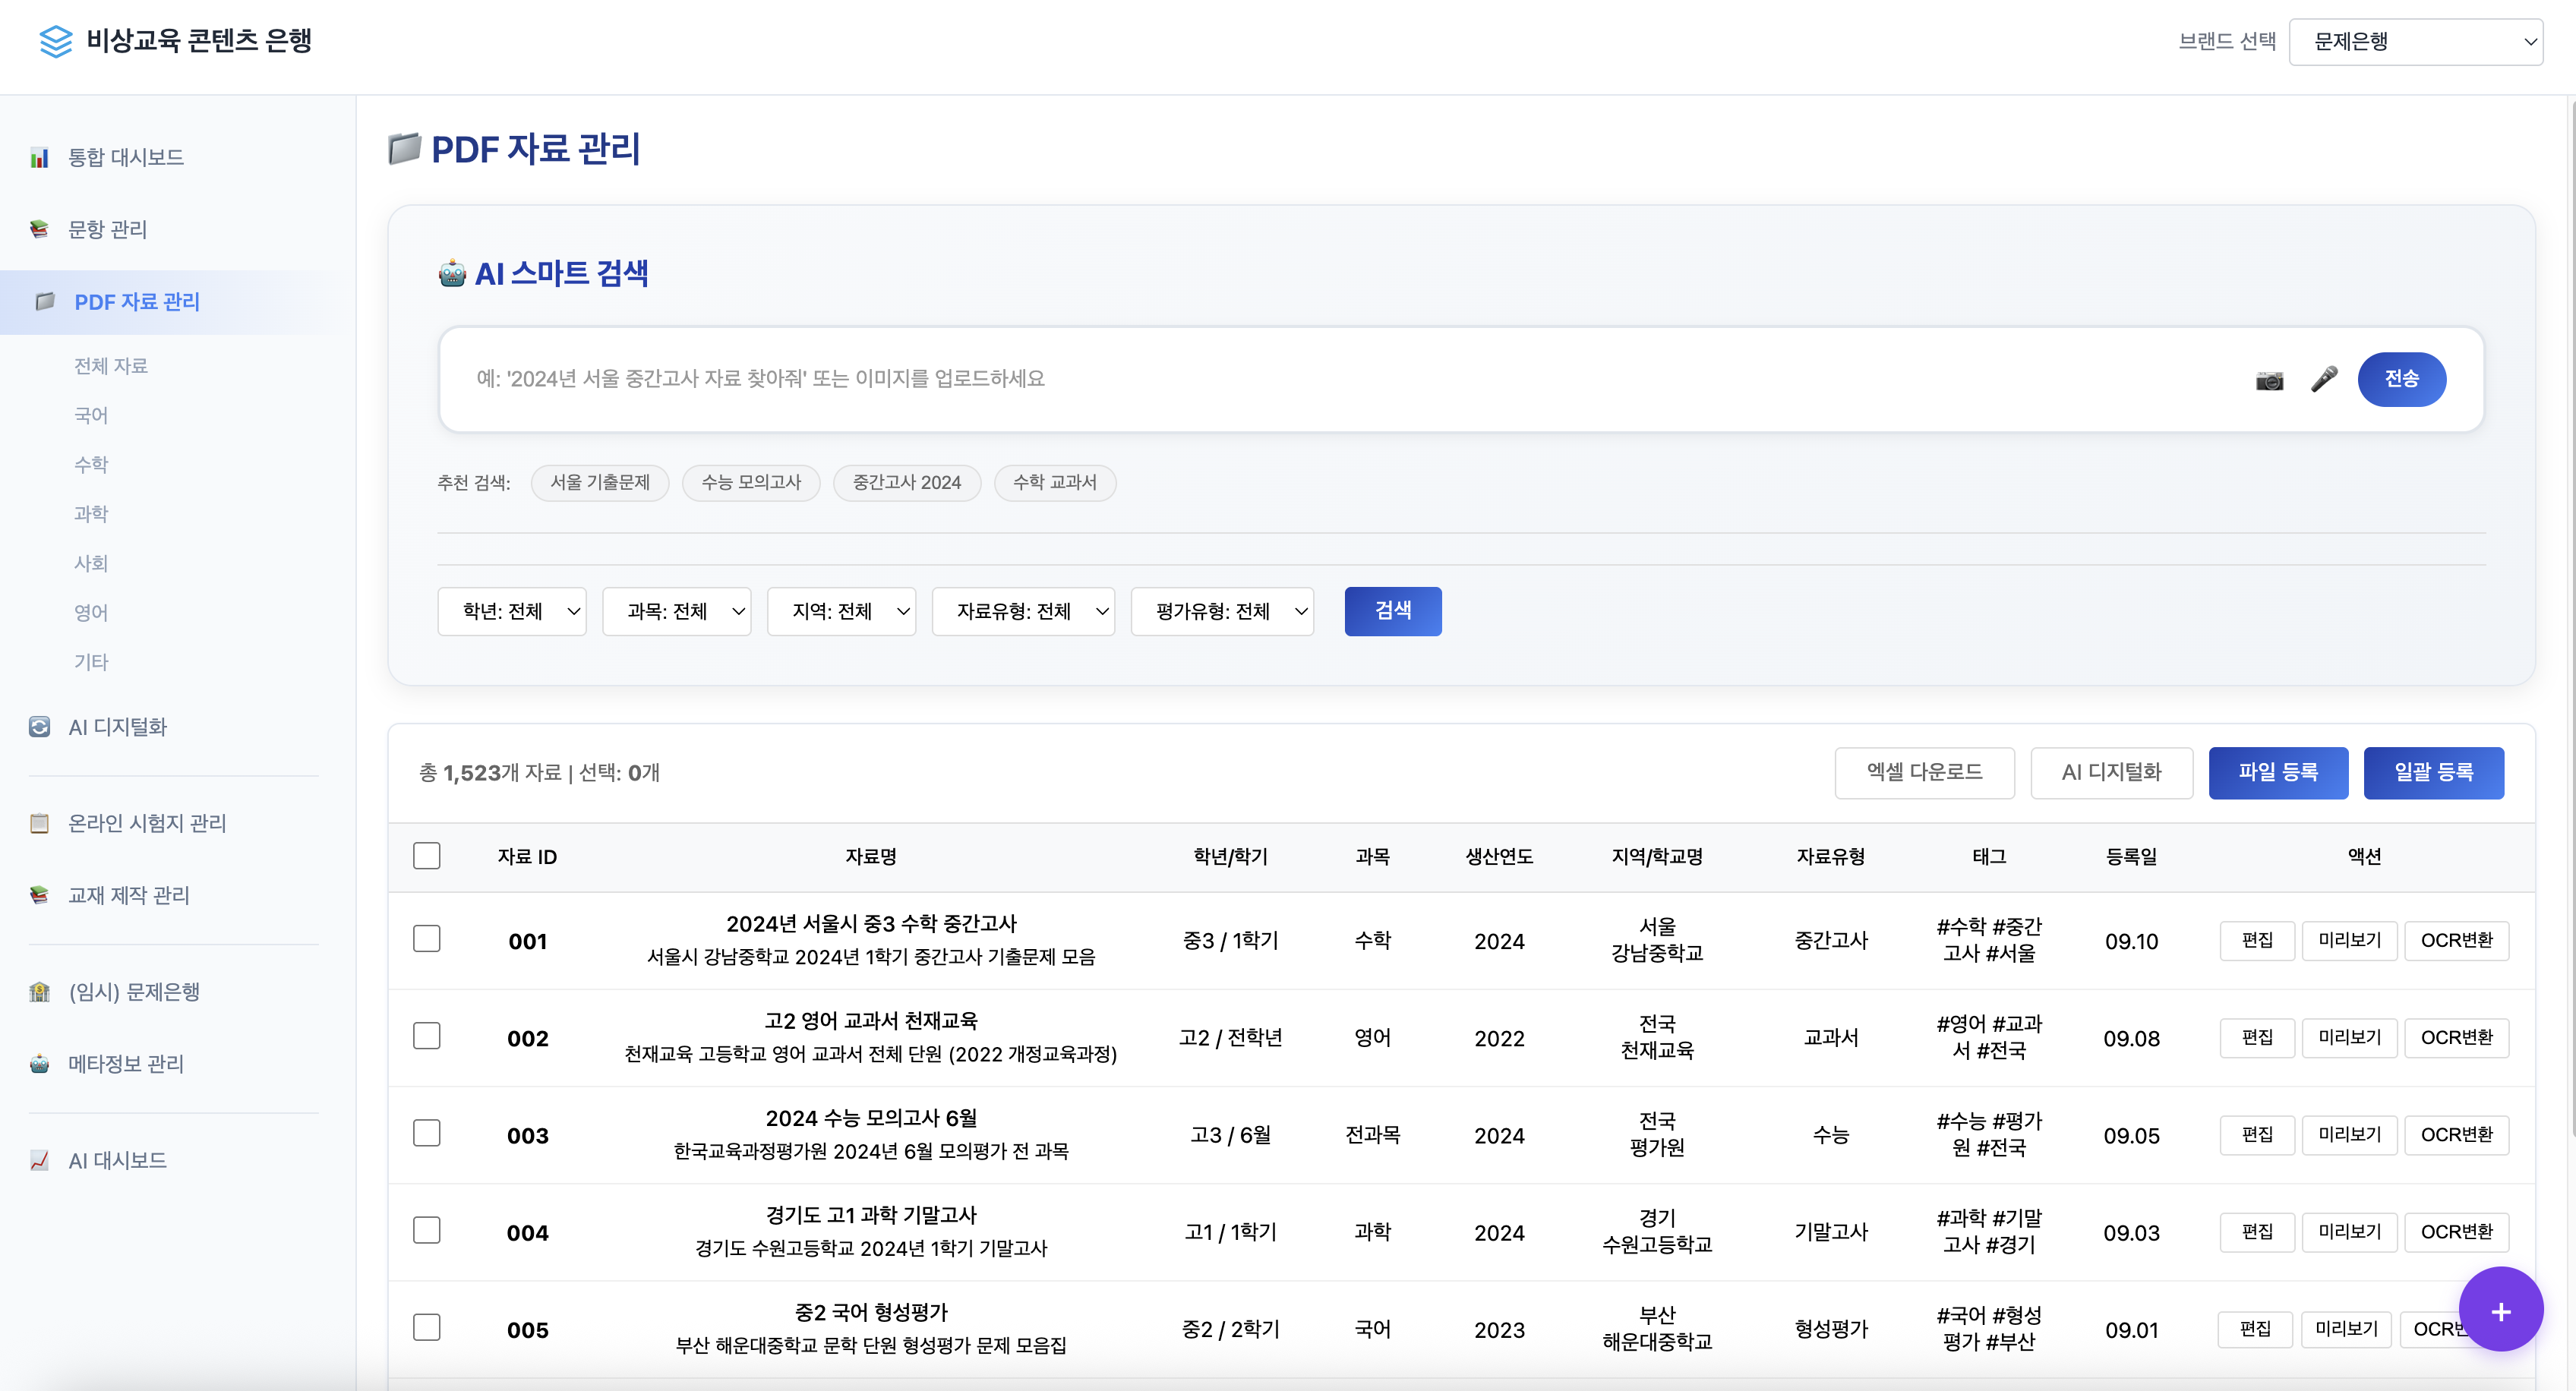 비상교육 콘텐츠 은행
브랜드 선택 문제은행
통합 대시보드
문항 관리
PDF 자료 관리
전체 자료
국어
수학
과학
사회
영어
기타
AI 디지털화
온라인 시험지 관리
교재 제작 관리
(임시) 문제은행
메타정보 관리
AI 대시보드
PDF 자료 관리
AI 스마트 검색
예: '2024년 서울 중간고사 자료 찾아줘' 또는 이미지를 업로드하세요
전송
추천 검색: 서울 기출문제 수능 모의고사 중간고사 2024 수학 교과서
학년: 전체 과목: 전체 지역: 전체 자료유형: 전체 평가유형: 전체 검색
총 1,523개 자료 | 선택: 0개
엑셀 다운로드 AI 디지털화 파일 등록 일괄 등록
자료 ID 자료명 학년/학기 과목 생산연도 지역/학교명 자료유형 태그 등록일 액션
001
2024년 서울시 중3 수학 중간고사
서울시 강남중학교 2024년 1학기 중간고사 기출문제 모음
중3 / 1학기
수학
2024
서울
강남중학교
중간고사
#수학 #중간
고사 #서울
09.10
편집 미리보기 OCR변환
002
고2 영어 교과서 천재교육
천재교육 고등학교 영어 교과서 전체 단원 (2022 개정교육과정)
고2 / 전학년
영어
2022
전국
천재교육
교과서
#영어 #교과
서 #전국
09.08
편집 미리보기 OCR변환
003
2024 수능 모의고사 6월
한국교육과정평가원 2024년 6월 모의평가 전 과목
고3 / 6월
전과목
2024
전국
평가원
수능
#수능 #평가
원 #전국
09.05
편집 미리보기 OCR변환
004
경기도 고1 과학 기말고사
경기도 수원고등학교 2024년 1학기 기말고사
고1 / 1학기
과학
2024
경기
수원고등학교
기말고사
#과학 #기말
고사 #경기
09.03
편집 미리보기 OCR변환
005
중2 국어 형성평가
부산 해운대중학교 문학 단원 형성평가 문제 모음집
중2 / 2학기
국어
2023
부산
해운대중학교
형성평가
#국어 #형성
평가 #부산
09.01
편집 미리보기
+